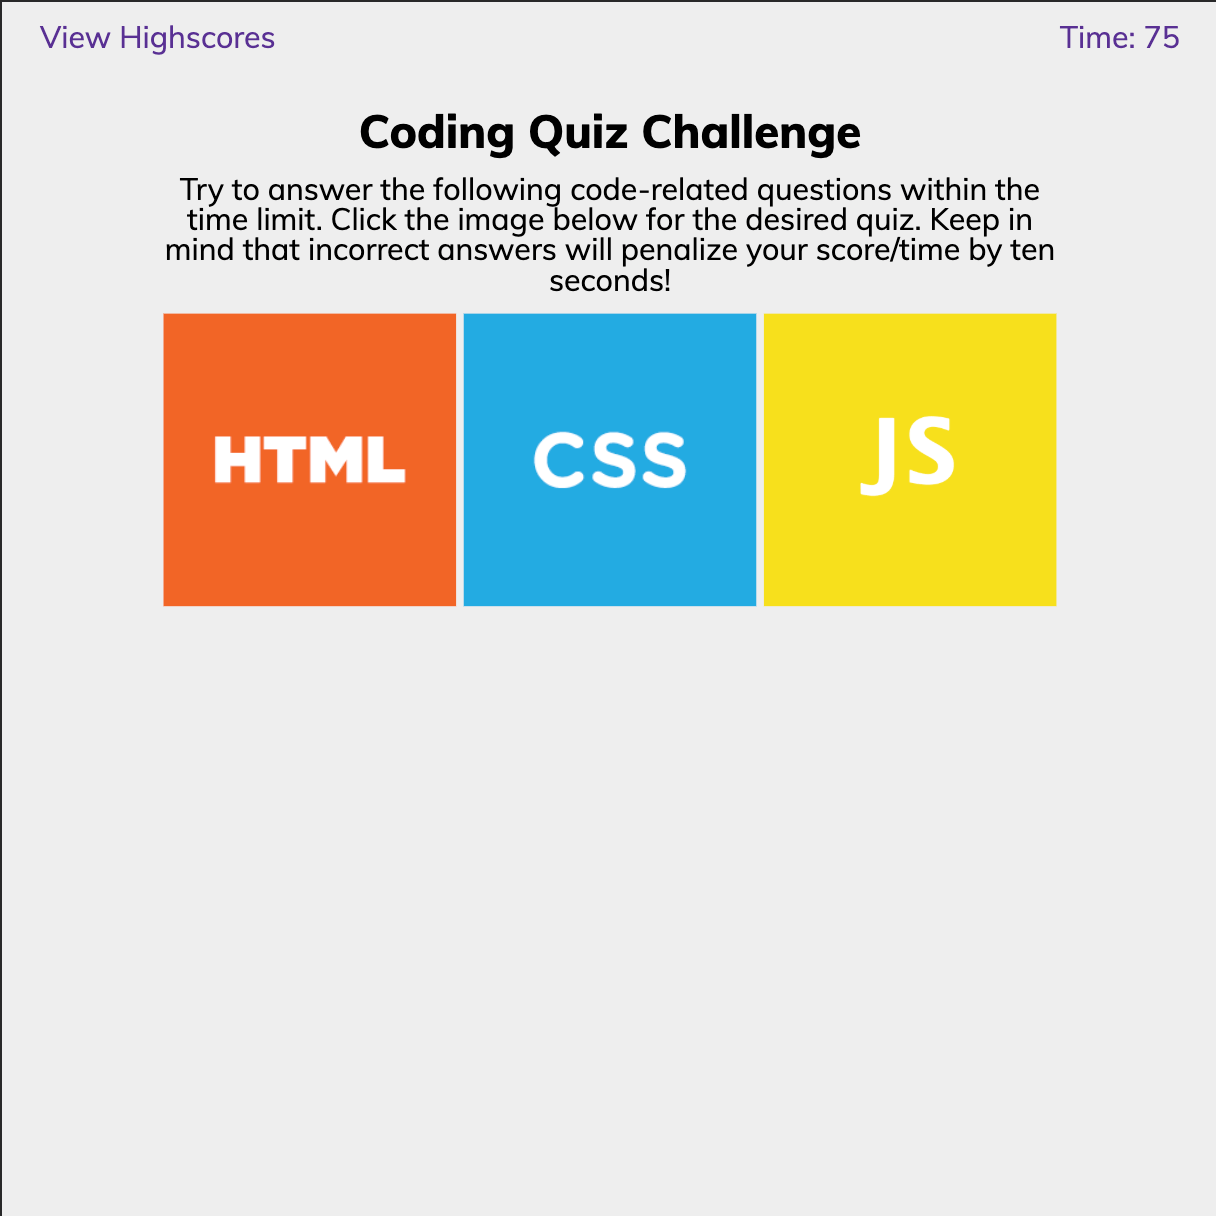 View Highscores
Time: 75
Coding Quiz Challenge
Try to answer the following code-related questions within the
time limit. Click the image below for the desired quiz. Keep in
mind that incorrect answers will penalize your score/time by ten
seconds!
HTML
CSS
JS